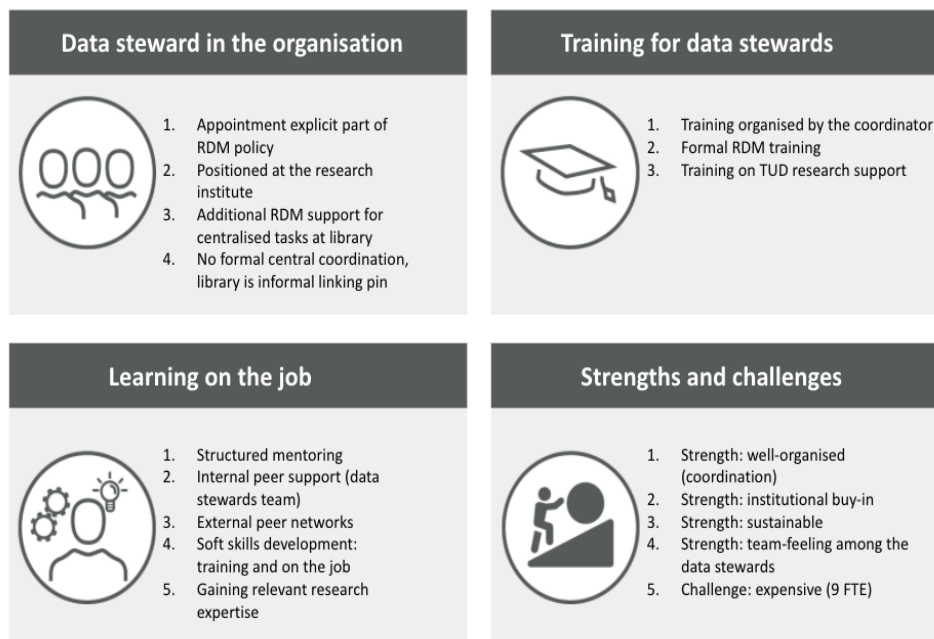 Data steward in the organisation
1. Appointment explicit part of
RDM policy
2. Positioned at the research
institute
3. Additional RDM support for
centralised tasks at library
4. No formal central coordination,
library is informal linking pin
Training for data stewards
1. Training organised by the coordinator
2. Formal RDM training
3. Training on TUD research support
Learning on the job
1. Structured mentoring
2. Internal peer support (data
stewards team)
3. External peer networks
4. Soft skills development:
training and on the job
5. Gaining relevant research
expertise
Strengths and challenges
1. Strength: well-organised
(coordination)
2. Strength: institutional buy-in
3. Strength: sustainable
4. Strength: team-feeling among the
data stewards
5. Challenge: expensive (9 FTE)